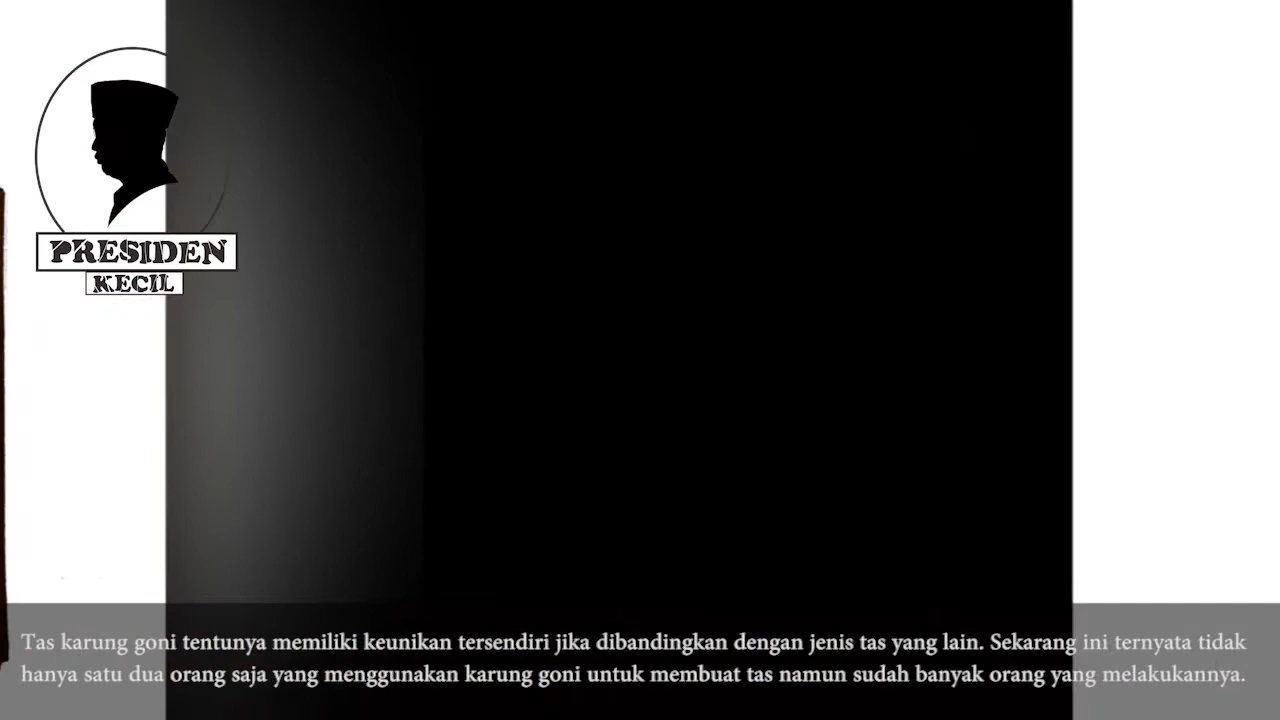 PRESIDEN
KECIL
Tas karung goni tentunya memiliki keunikan tersendiri jika dibandingkan dengan jenis tas yang lain. Sekarang ini ternyata tidak
hanya satu dua orang saja yang menggunakan karung goni untuk membuat tas namun sudah banyak orang yang melakukannya.